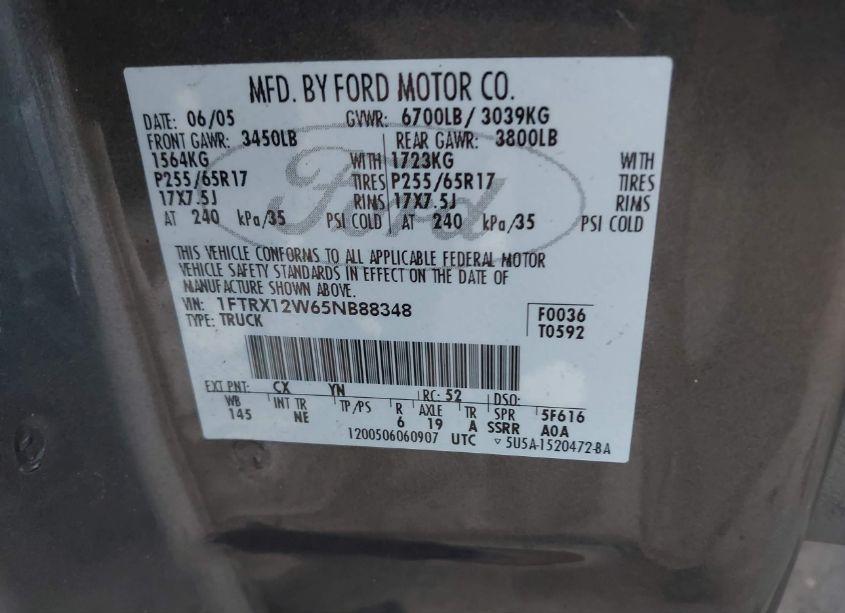 MFD. BY FORD MOTOR CO.
DATE: 06/05 GVWR: 6700LB/ 3039KG
FRONT GAWR: 3450LB REAR GAWR: 3800LB
1564KG WITH 1723KG WITH
P255/65R17 TIRES P255/65R17 TIRES
17X7.5J RIMS 17X7.5J RIMS
AT 240 kPa/35 PSI COLD AT 240 kPa/35 PSI COLD
Ford
THIS VEHICLE CONFORMS TO ALL APPLICABLE FEDERAL MOTOR
VEHICLE SAFETY STANDARDS IN EFFECT ON THE DATE OF
MANUFACTURE SHOWN ABOVE.
VIN: 1FTRX12W65NB88348 F0036
TYPE: TRUCK T0592
EXT PNT: CX YN RC: 52 DSO:
WB INT TR TP/PS R AXLE TR SPR 5F616
145 NE 6 19 A SSRR A0A
1200506060907 UTC ▽ 5U5A-1520472-BA